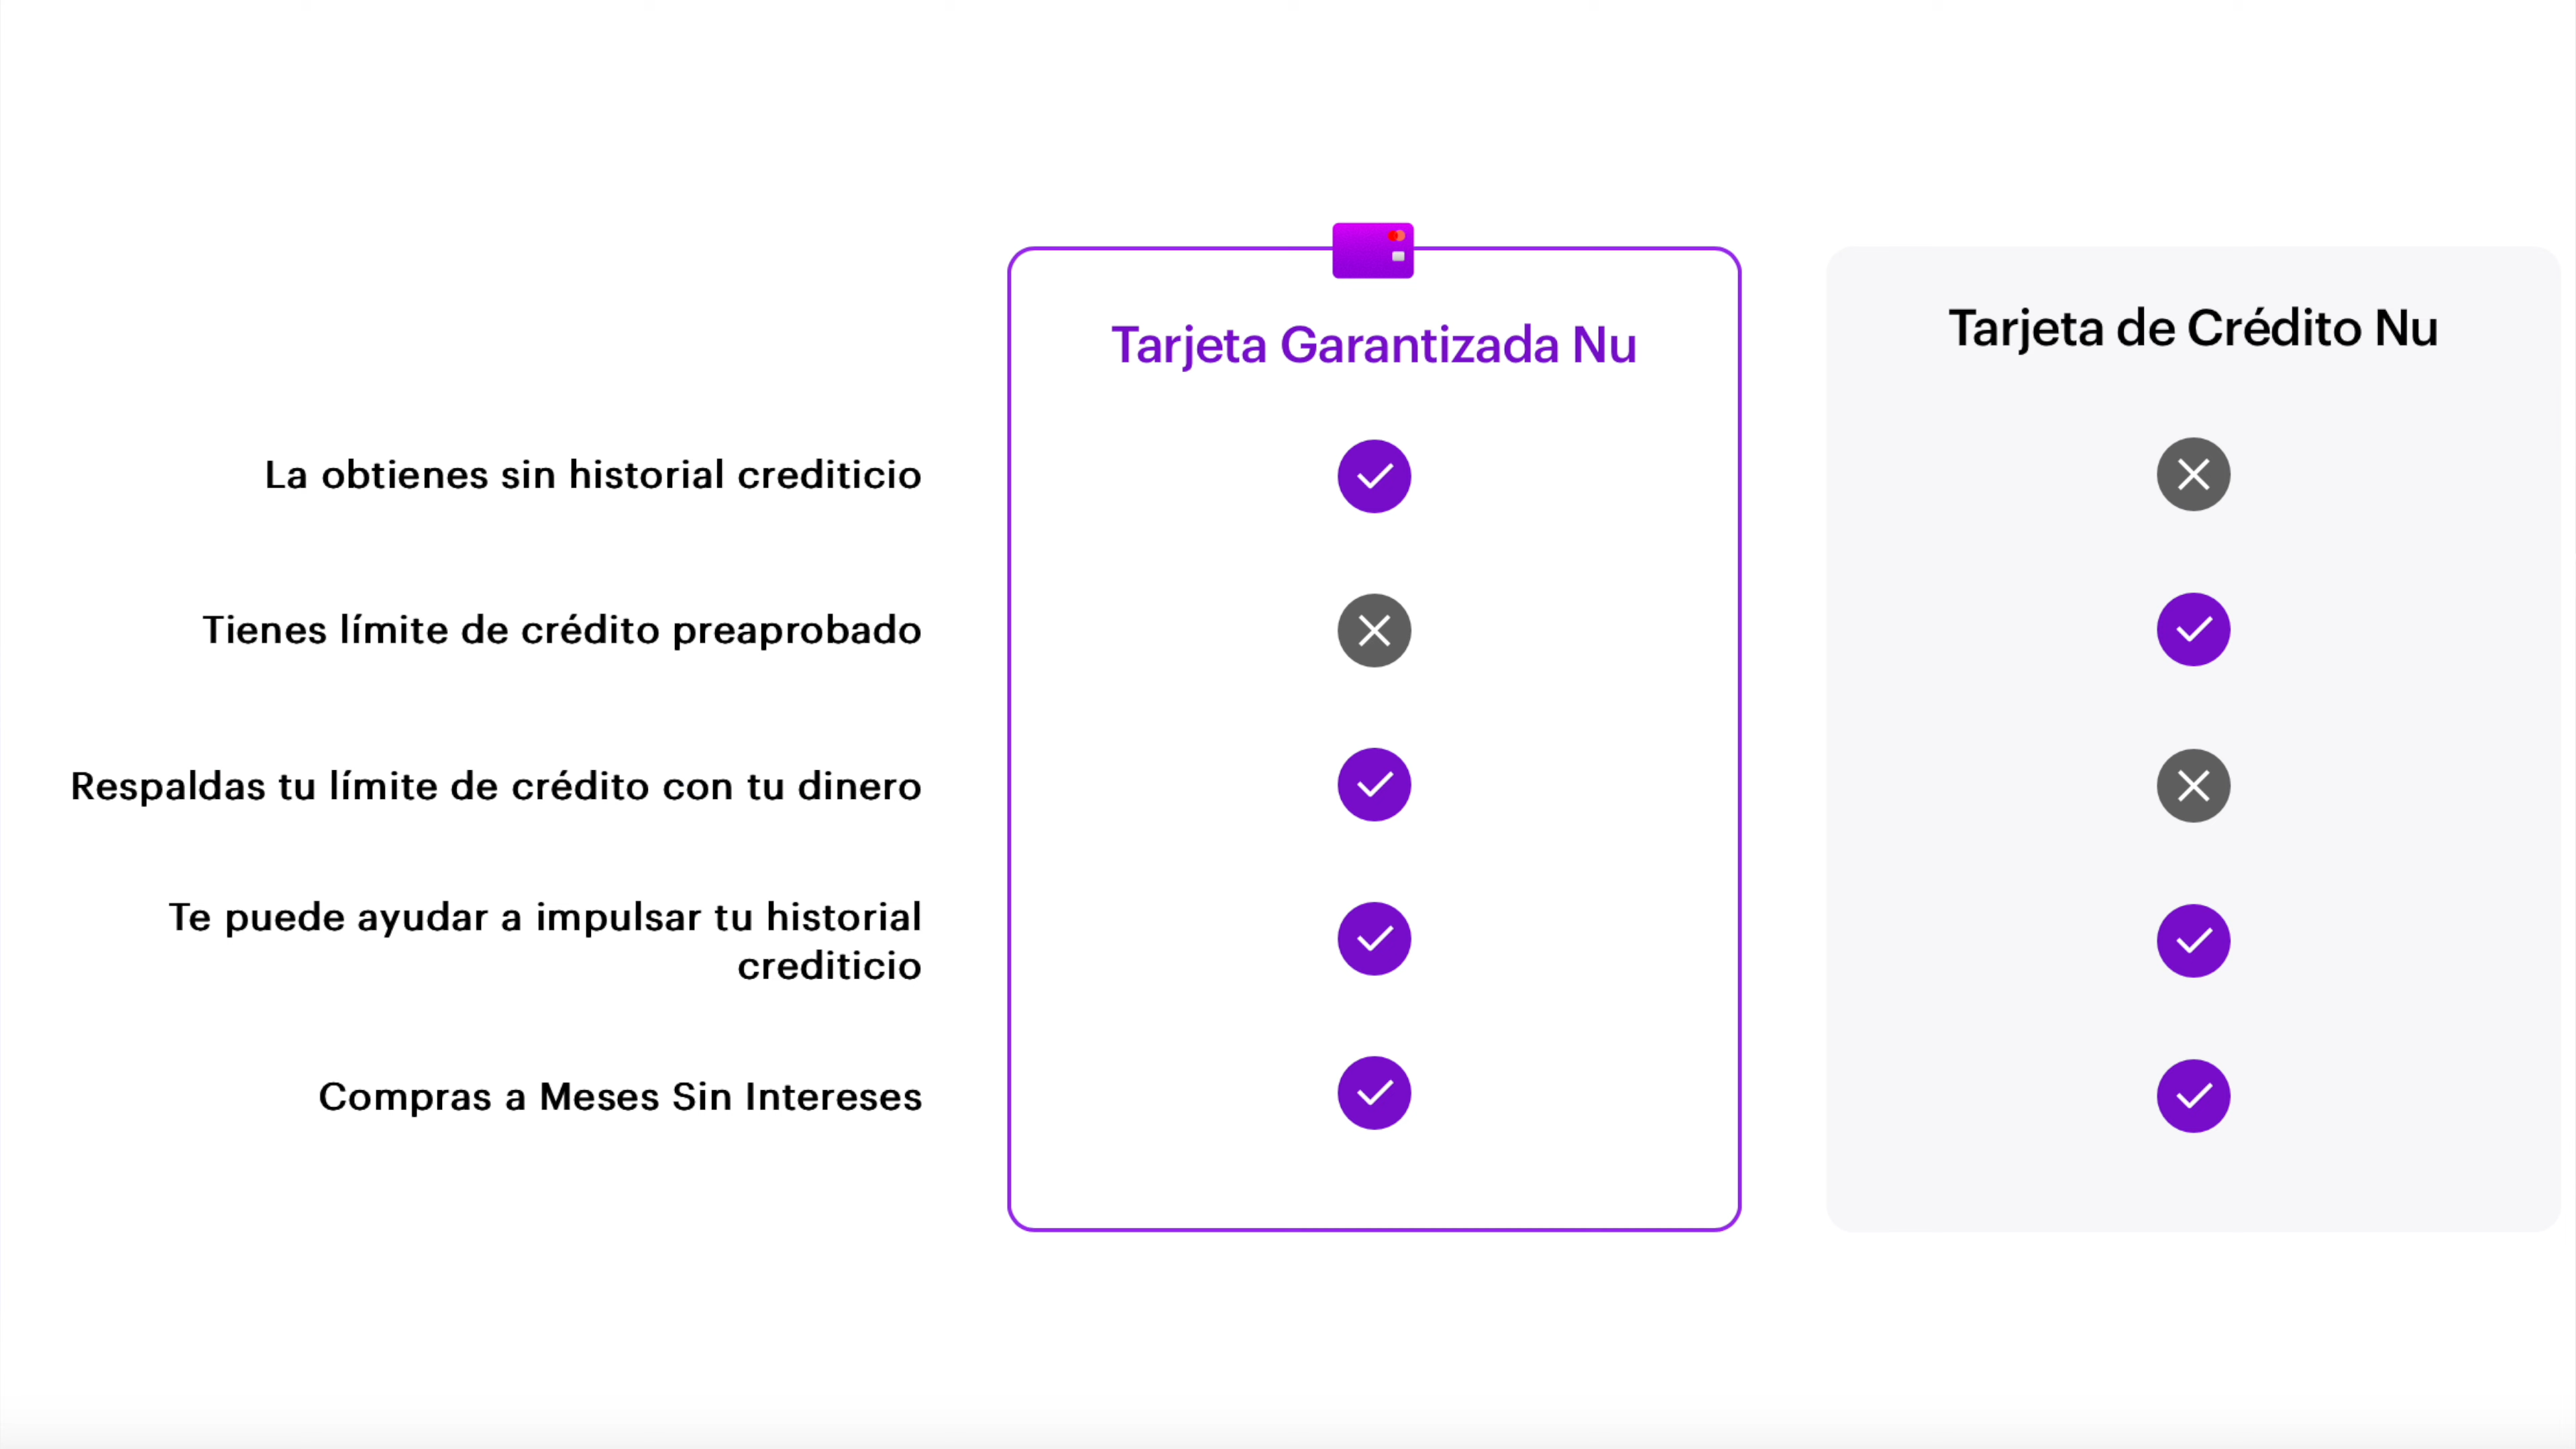 Tarjeta Garantizada Nu
Tarjeta de Crédito Nu
La obtienes sin historial crediticio
Tienes límite de crédito preaprobado
Respaldas tu límite de crédito con tu dinero
Te puede ayudar a impulsar tu historial
crediticio
Compras a Meses Sin Intereses